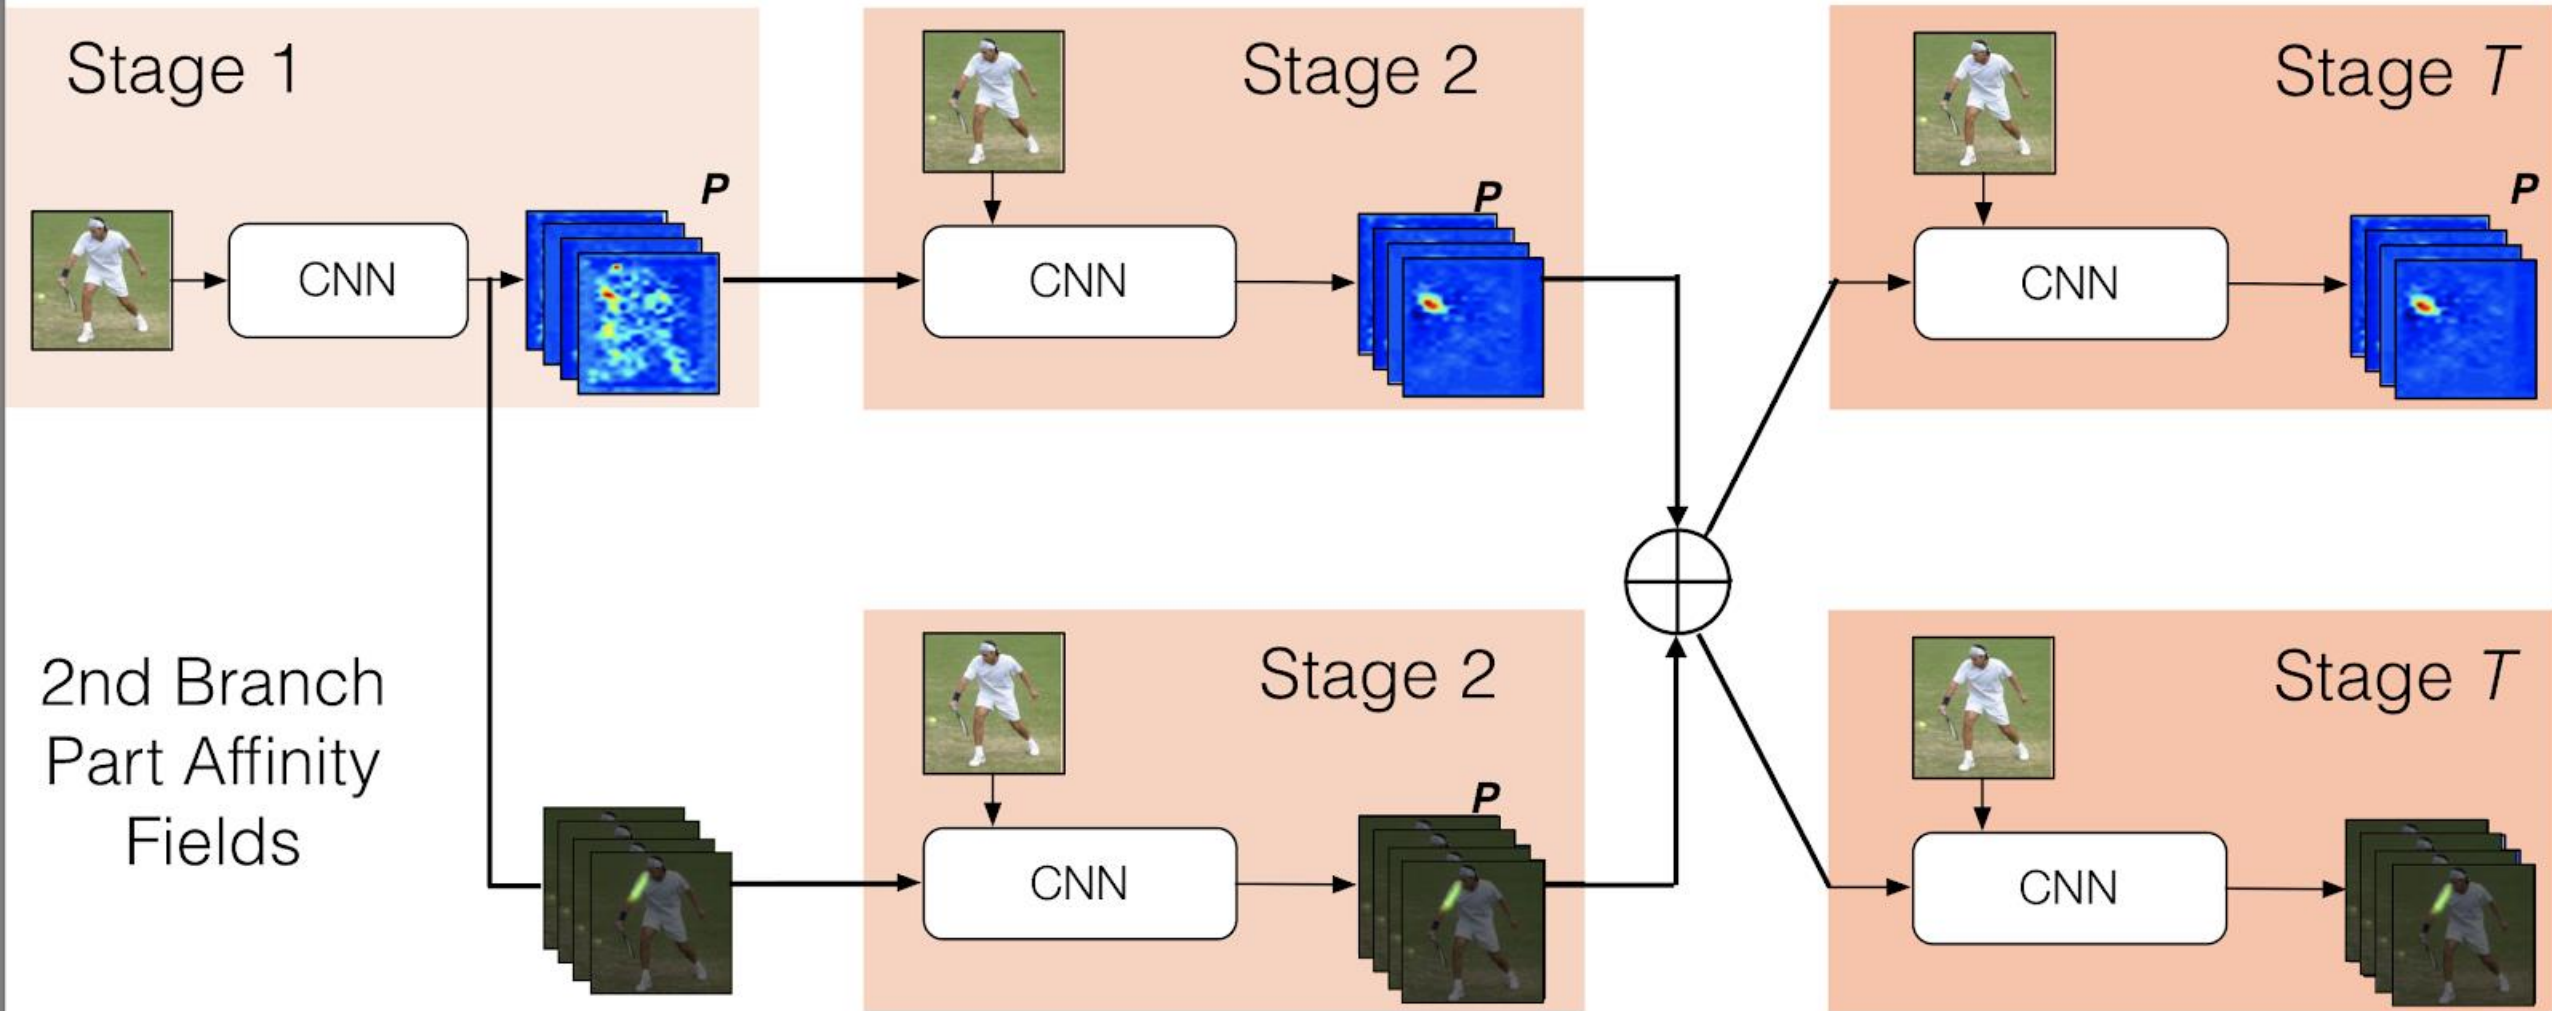 Stage 1
P
CNN
Stage 2
P
CNN
Stage T
P
CNN
2nd Branch
Part Affinity
Fields
Stage 2
P
CNN
Stage T
CNN